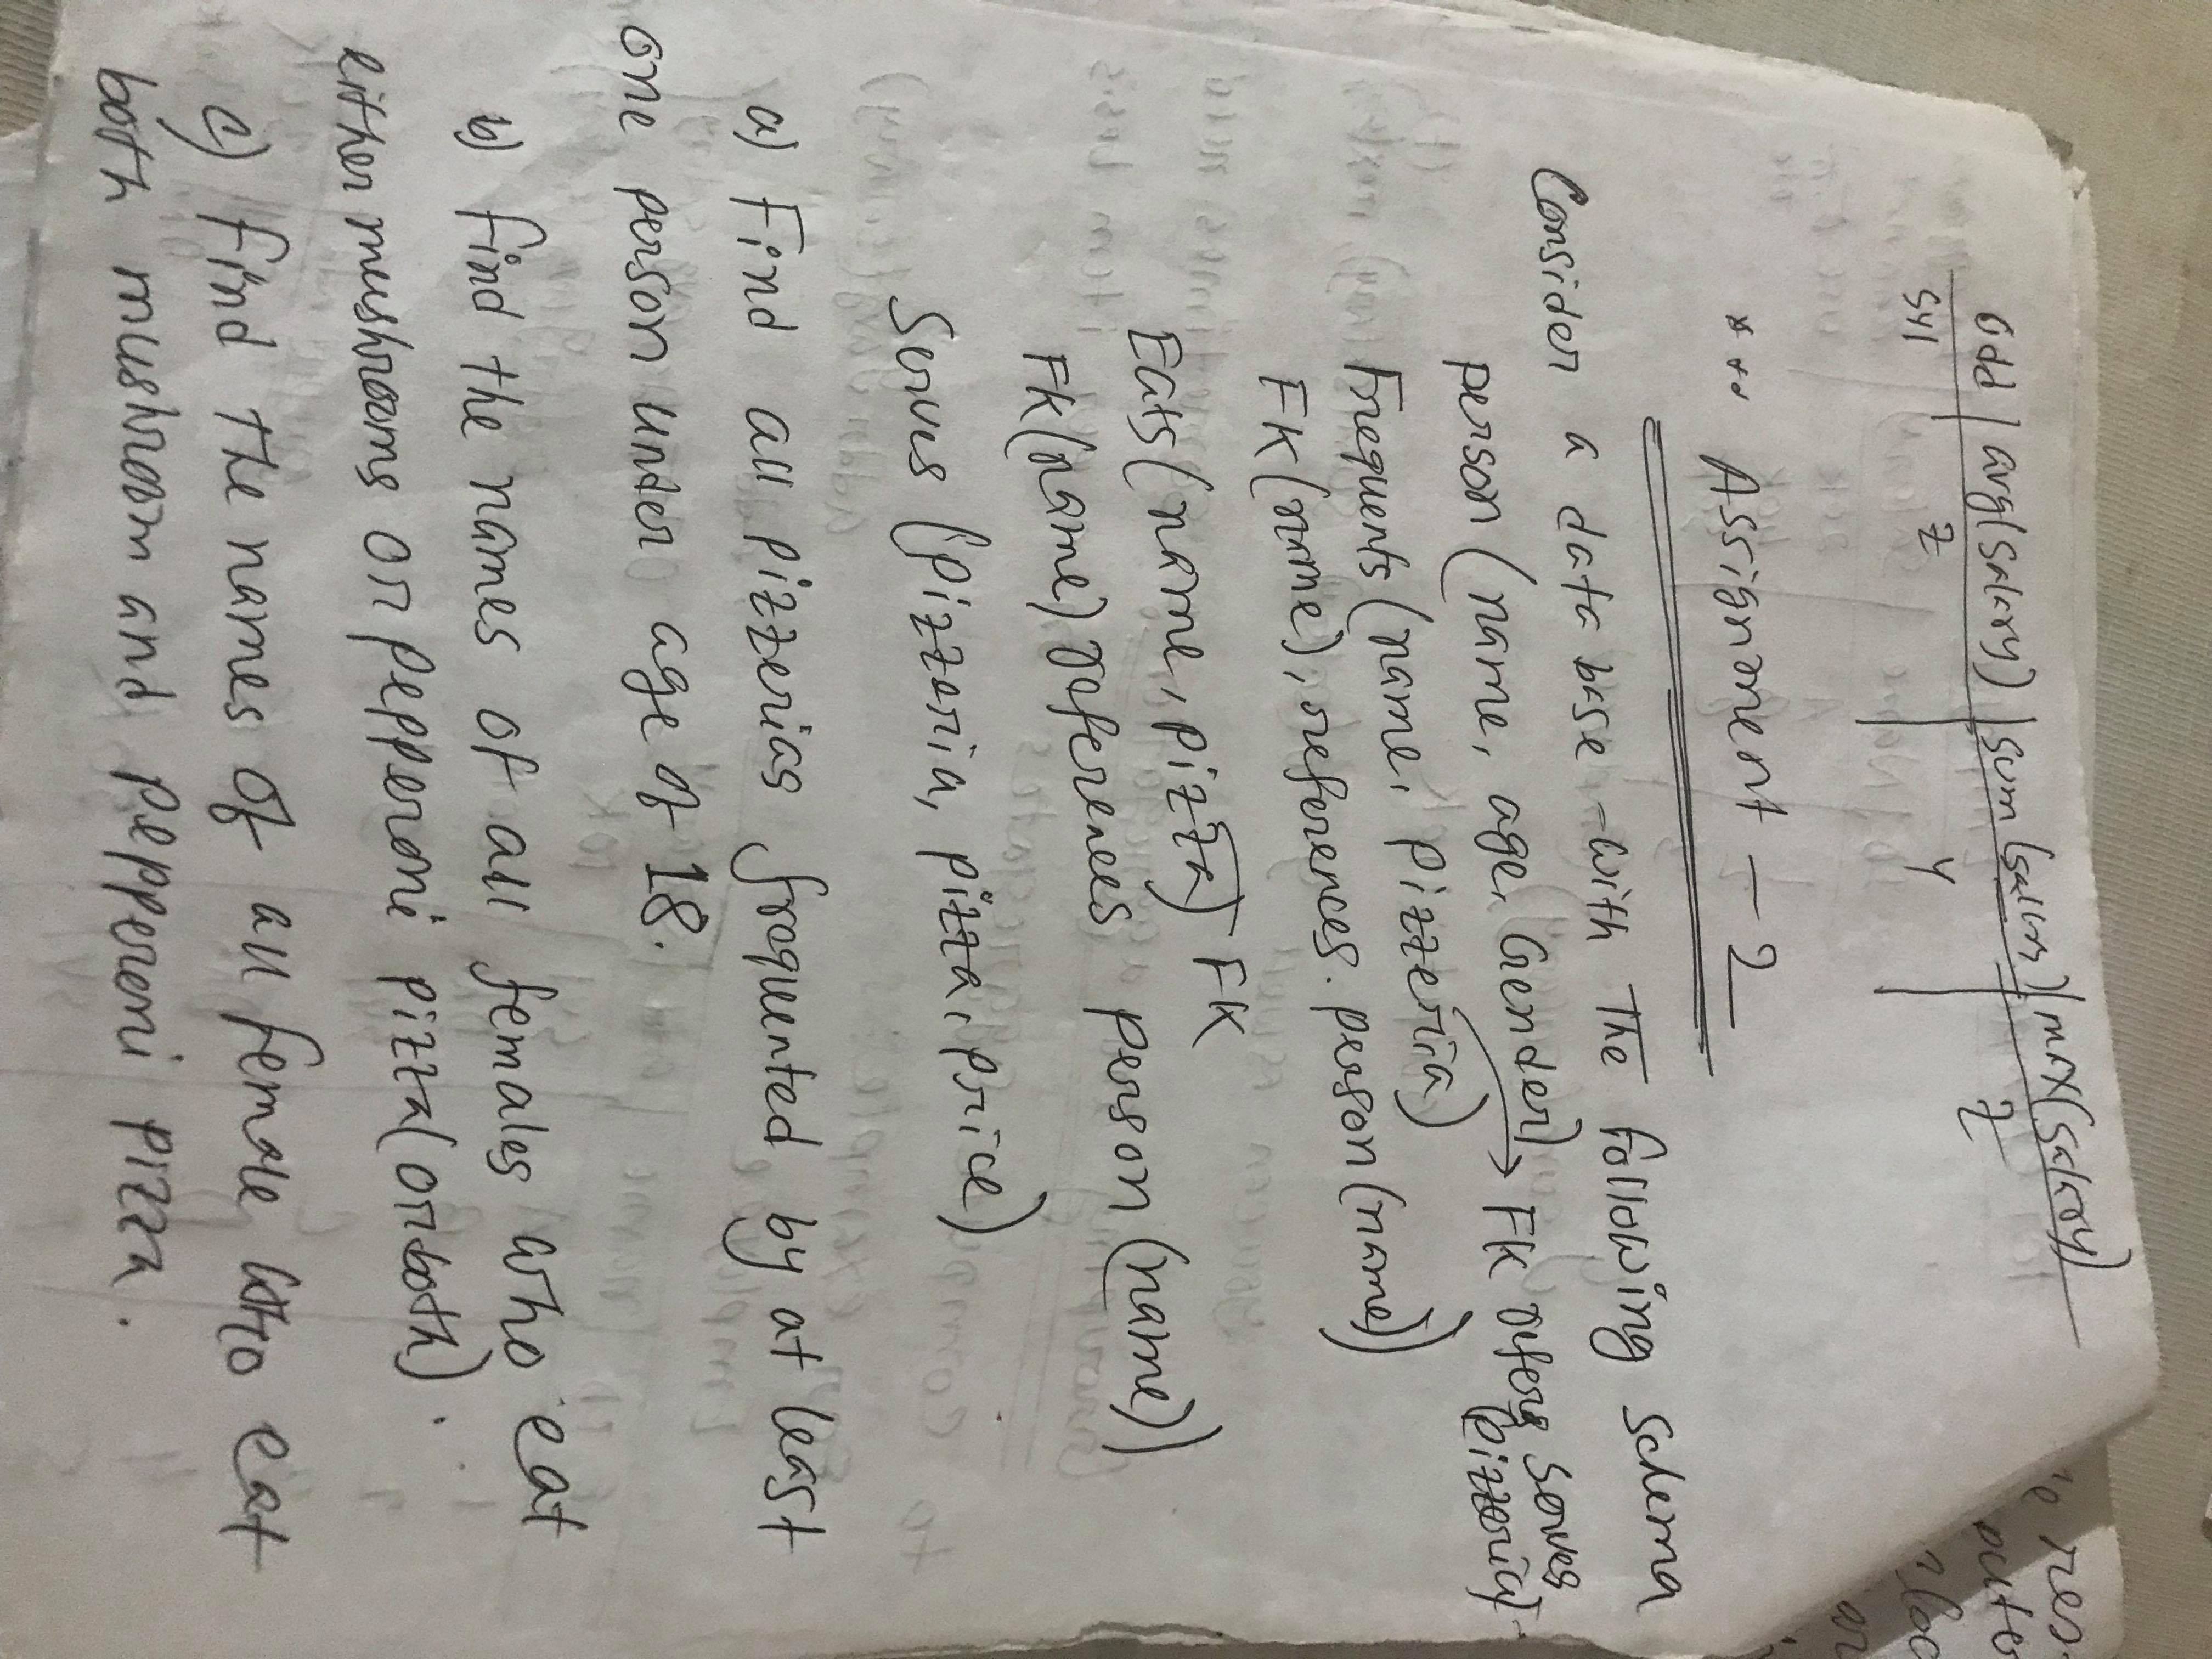 odd | avg(salary) | sum (salary) | max(salary)
syl | z | y | z
*** Assignment - 2
Consider a data base with The following Schema
person (name, age, Gender)
FK refers Serves (pizzeria)
Frequents (name, Pizzeria)
FK (name), references. person (name))
Eats (name, pizza) FK
FK (name) references person (name))
Serves (Pizzeria, pizza, price)
a) Find all pizzerias frequented by at least
one person under age of 18.
b) find the names of all females who eat
either mushrooms or pepperoni pizza (or both).
c) find the names of all female who eat
both mushroom and pepperoni pizza.